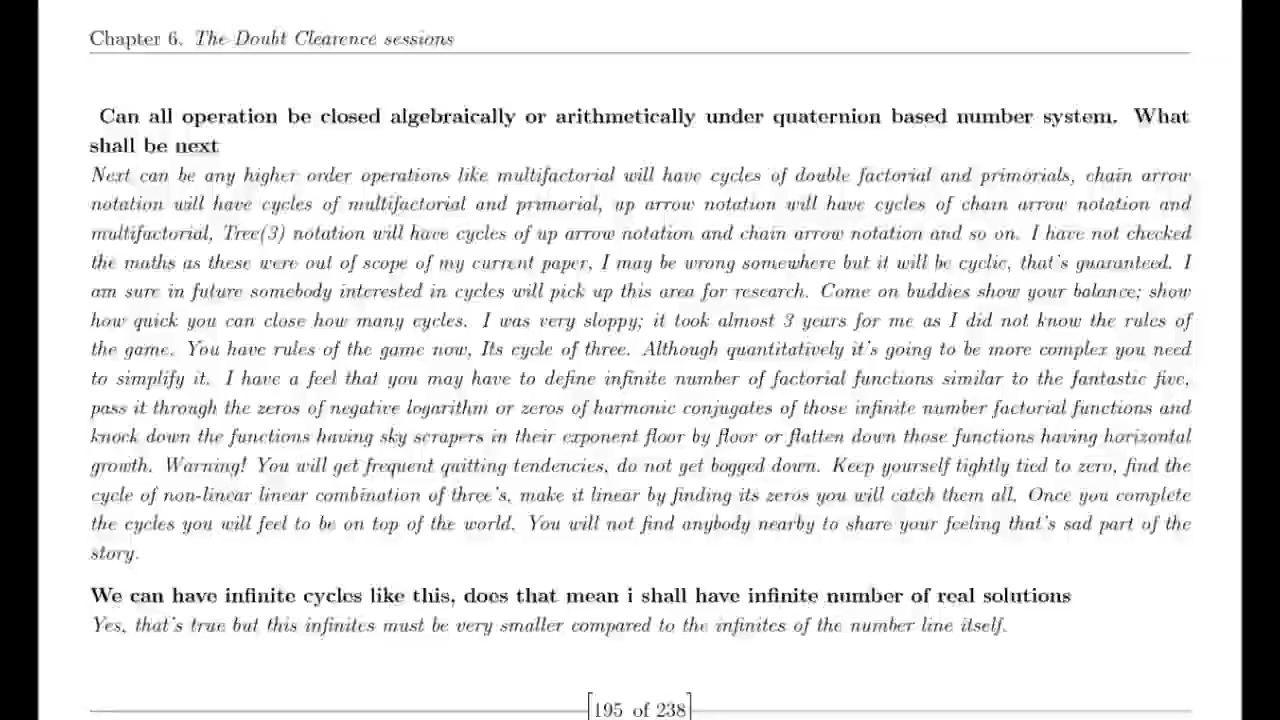 Chapter 6. The Doubt Clearence sessions
Can all operation be closed algebraically or arithmetically under quaternion based number system. What
shall be next
Next can be any higher order operations like multifactorial will have cycles of double factorial and primorials, chain arrow
notation will have cycles of multifactorial and primorial, up arrow notation will have cycles of chain arrow notation and
multifactorial, Tree(3) notation will have cycles of up arrow notation and chain arrow notation and so on. I have not checked
the maths as these were out of scope of my current paper, I may be wrong somewhere but it will be cyclic, that's guaranteed. I
am sure in future somebody interested in cycles will pick up this area for research. Come on buddies show your balance; show
how quick you can close how many cycles. I was very sloppy; it took almost 3 years for me as I did not know the rules of
the game. You have rules of the game now, Its cycle of three. Although quantitatively it's going to be more complex you need
to simplify it. I have a feel that you may have to define infinite number of factorial functions similar to the fantastic five,
pass it through the zeros of negative logarithm or zeros of harmonic conjugates of those infinite number factorial functions and
knock down the functions having sky scrapers in their exponent floor by floor or flatten down those functions having horizontal
growth. Warning! You will get frequent quitting tendencies, do not get bogged down. Keep yourself tightly tied to zero, find the
cycle of non-linear linear combination of three's, make it linear by finding its zeros you will catch them all. Once you complete
the cycles you will feel to be on top of the world. You will not find anybody nearby to share your feeling that's sad part of the
story.
We can have infinite cycles like this, does that mean i shall have infinite number of real solutions
Yes, that's true but this infinites must be very smaller compared to the infinites of the number line itself.
[195 of 238]